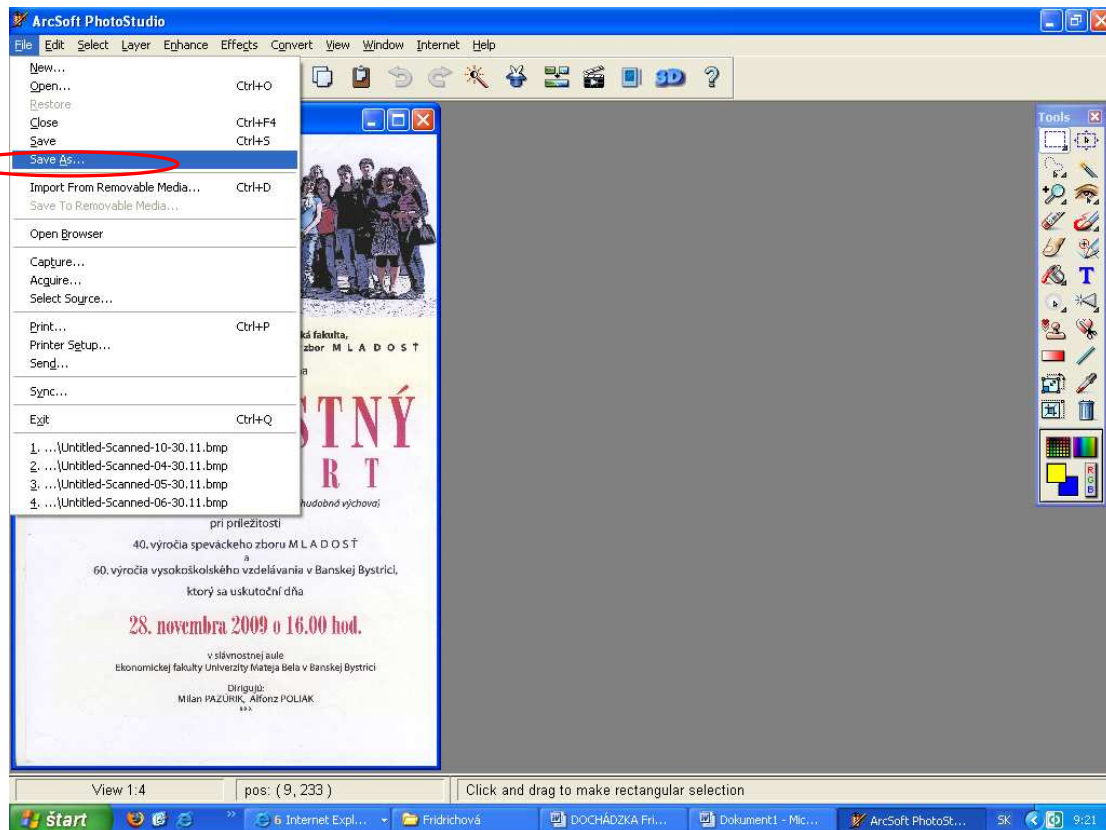 ArcSoft PhotoStudio
File Edit Select Layer Enhance Effects Convert View Window Internet Help
New...
Open... Ctrl+O
Restore
Close Ctrl+F4
Save Ctrl+S
Save As...
Import From Removable Media... Ctrl+D
Save To Removable Media...
Open Browser
Capture...
Acquire...
Select Source...
Print... Ctrl+P
Printer Setup...
Send...
Sync...
Exit Ctrl+Q
1. ...\Untitled-Scanned-10-30.11.bmp
2. ...\Untitled-Scanned-04-30.11.bmp
3. ...\Untitled-Scanned-05-30.11.bmp
4. ...\Untitled-Scanned-06-30.11.bmp
3D
Tools
T
R
G
B
ká fakulta,
zbor M L A D O S Ť
a
STNÝ
R T
hudobná výchova)
pri príležitosti
40. výročia speváckeho zboru M L A D O S Ť
a
60. výročia vysokoškolského vzdelávania v Banskej Bystrici,
ktorý sa uskutoční dňa
28. novembra 2009 o 16.00 hod.
v slávnostnej aule
Ekonomickej fakulty Univerzity Mateja Bela v Banskej Bystrici
Dirigujú:
Milan PAZÚRIK, Alfonz POLIAK
View 1:4 pos: ( 9, 233 ) Click and drag to make rectangular selection
štart » 6 Internet Expl... Fridrichová DOCHÁDZKA Fri... Dokument1 - Mic... ArcSoft PhotoSt... SK 9:21